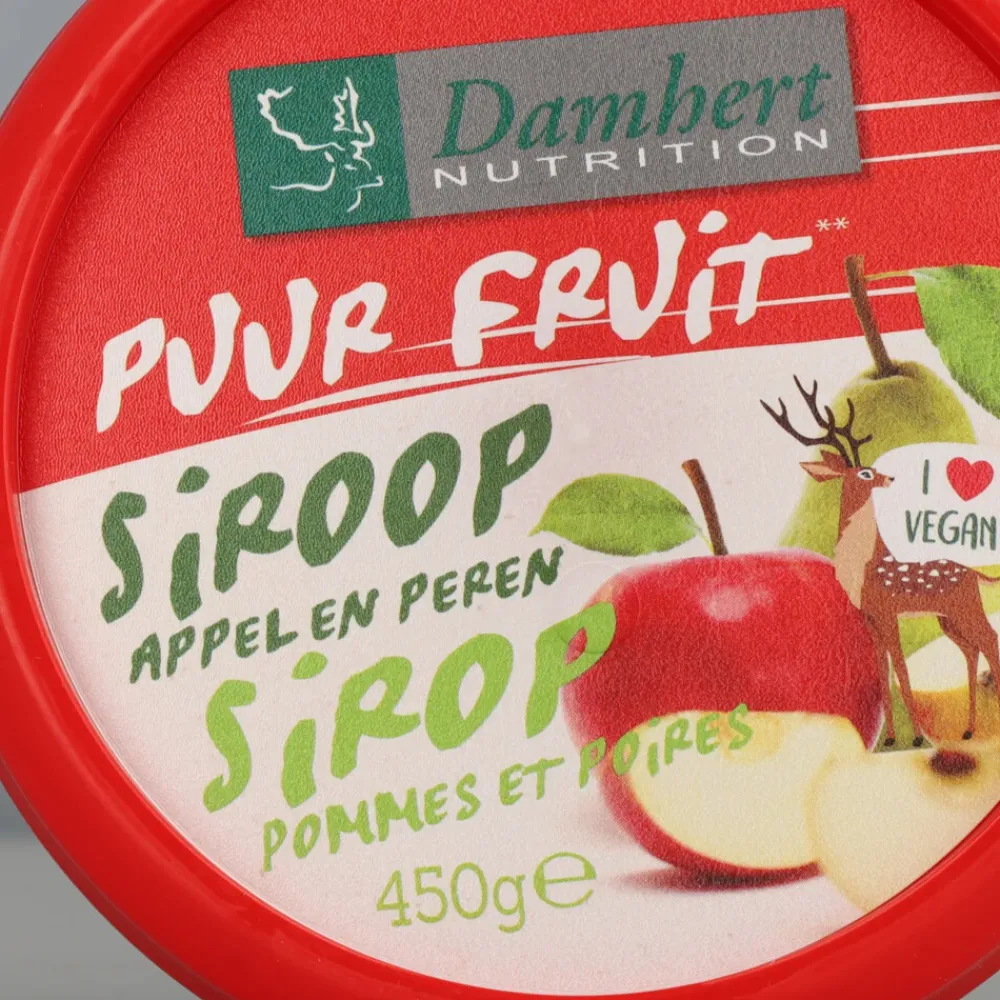 Damhert
NUTRITION
PUUR FRUiT**
SiROOP
APPEL EN PEREN
SiROP
POMMES ET POiRES
450g℮
I ❤
VEGAN